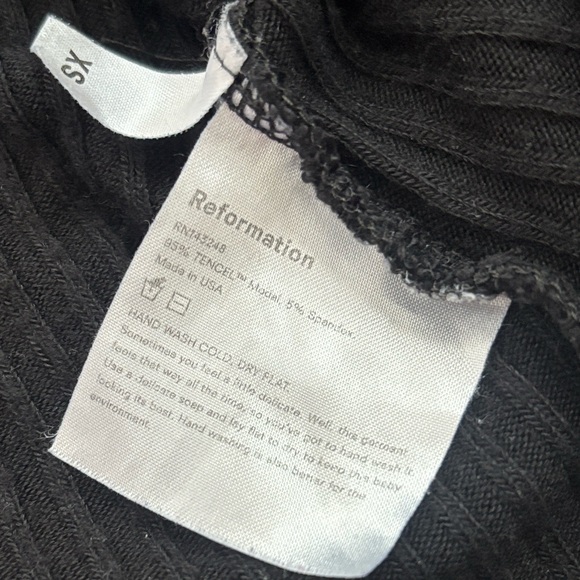 XS
Reformation
RN143248
95% TENCEL™ Modal, 5% Spandex.
Made in USA
HAND WASH COLD. DRY FLAT.
Sometimes you feel a little delicate. Well, this garment
feels that way all the time, so you've got to hand wash it.
Use a delicate soap and lay flat to dry to keep this baby
looking its best. Hand washing is also better for the
environment.